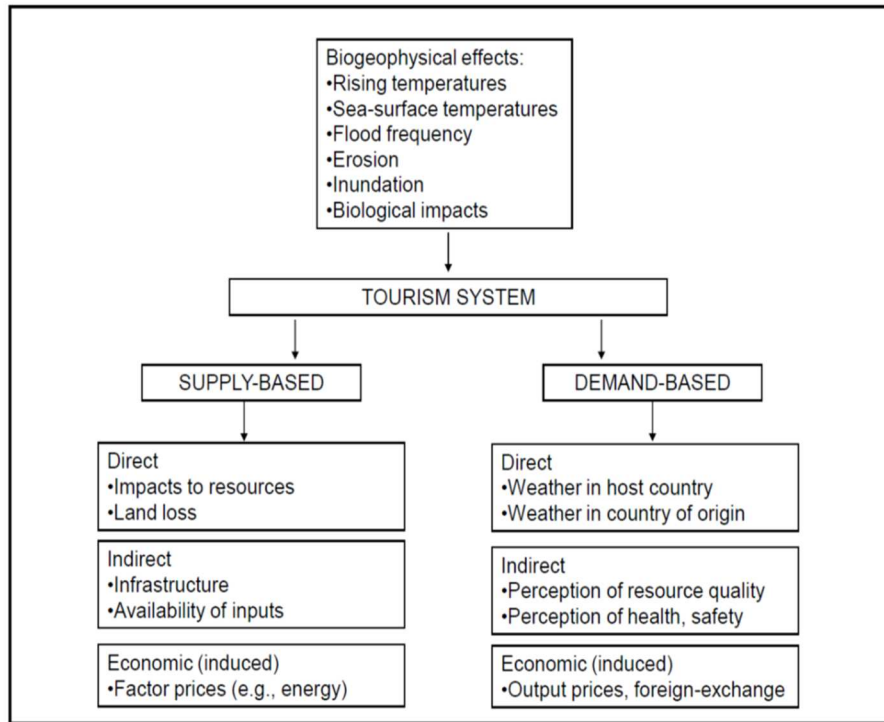 Biogeophysical effects:
•Rising temperatures
•Sea-surface temperatures
•Flood frequency
•Erosion
•Inundation
•Biological impacts
TOURISM SYSTEM
SUPPLY-BASED
Direct
•Impacts to resources
•Land loss
Indirect
•Infrastructure
•Availability of inputs
Economic (induced)
•Factor prices (e.g., energy)
DEMAND-BASED
Direct
•Weather in host country
•Weather in country of origin
Indirect
•Perception of resource quality
•Perception of health, safety
Economic (induced)
•Output prices, foreign-exchange